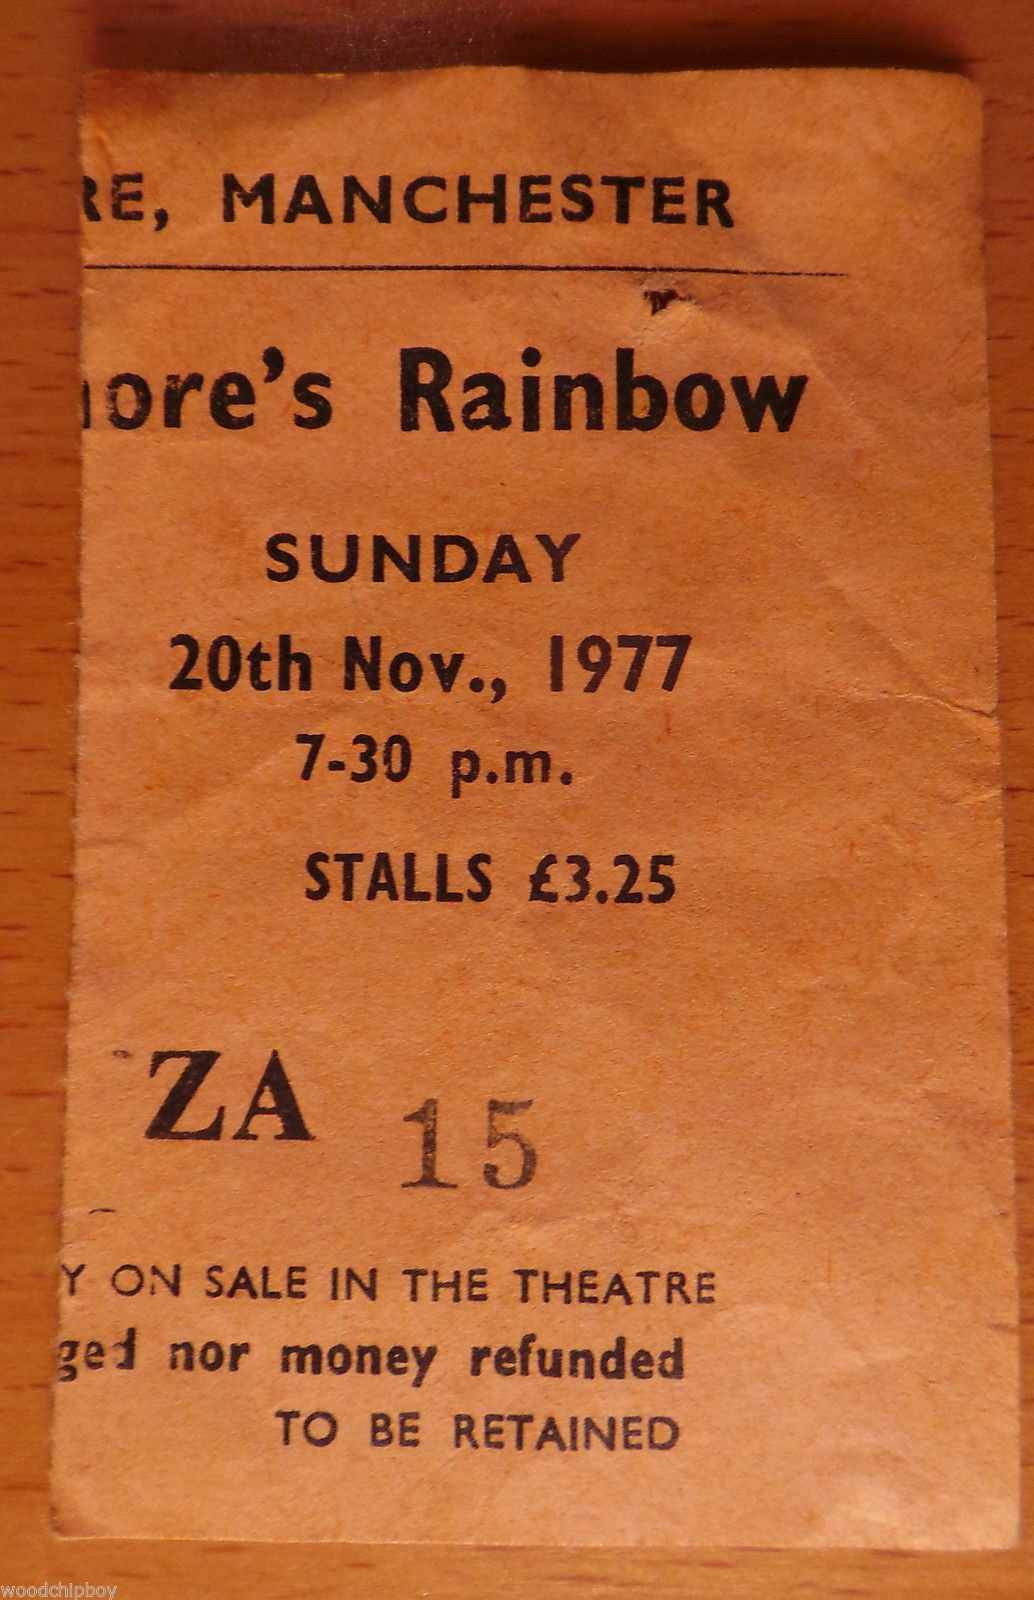 RE, MANCHESTER
ore's Rainbow
SUNDAY
20th Nov., 1977
7-30 p.m.
STALLS £3.25
ZA 15
Y ON SALE IN THE THEATRE
ged nor money refunded
TO BE RETAINED
woodchipboy